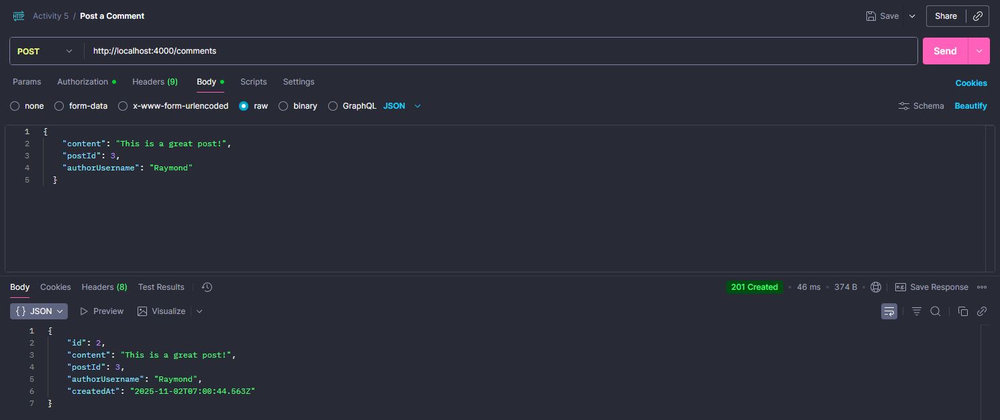 HTTP Activity 5 / Post a Comment Save Share
POST http://localhost:4000/comments Send
Params Authorization Headers (9) Body Scripts Settings Cookies
none form-data x-www-form-urlencoded raw binary GraphQL JSON Schema Beautify
1 {
2 "content": "This is a great post!",
3 "postId": 3,
4 "authorUsername": "Raymond"
5 }
Body Cookies Headers (8) Test Results 201 Created • 46 ms • 374 B • e.g. Save Response
{} JSON Preview Visualize
1 {
2 "id": 2,
3 "content": "This is a great post!",
4 "postId": 3,
5 "authorUsername": "Raymond",
6 "createdAt": "2025-11-02T07:00:44.563Z"
7 }